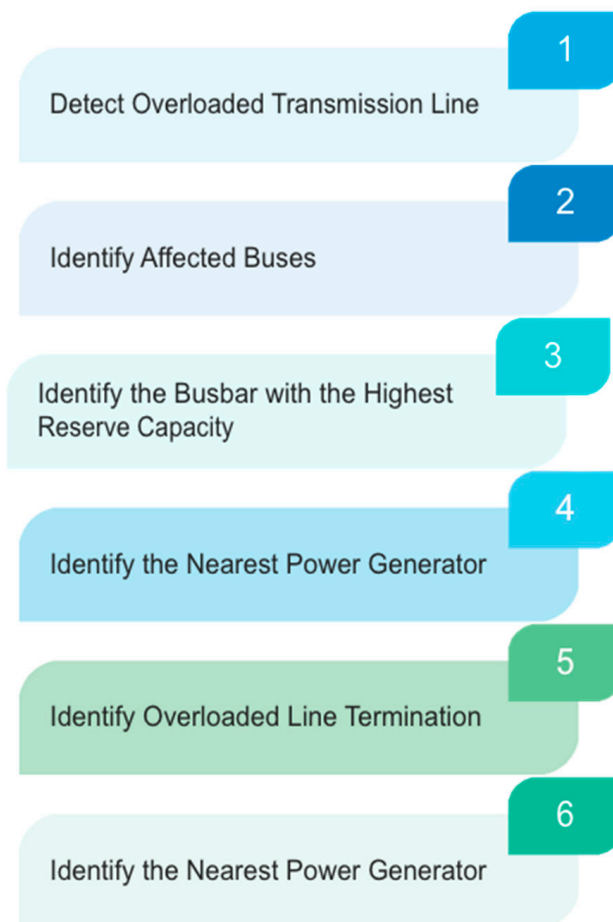 1
Detect Overloaded Transmission Line
2
Identify Affected Buses
3
Identify the Busbar with the Highest
Reserve Capacity
4
Identify the Nearest Power Generator
5
Identify Overloaded Line Termination
6
Identify the Nearest Power Generator